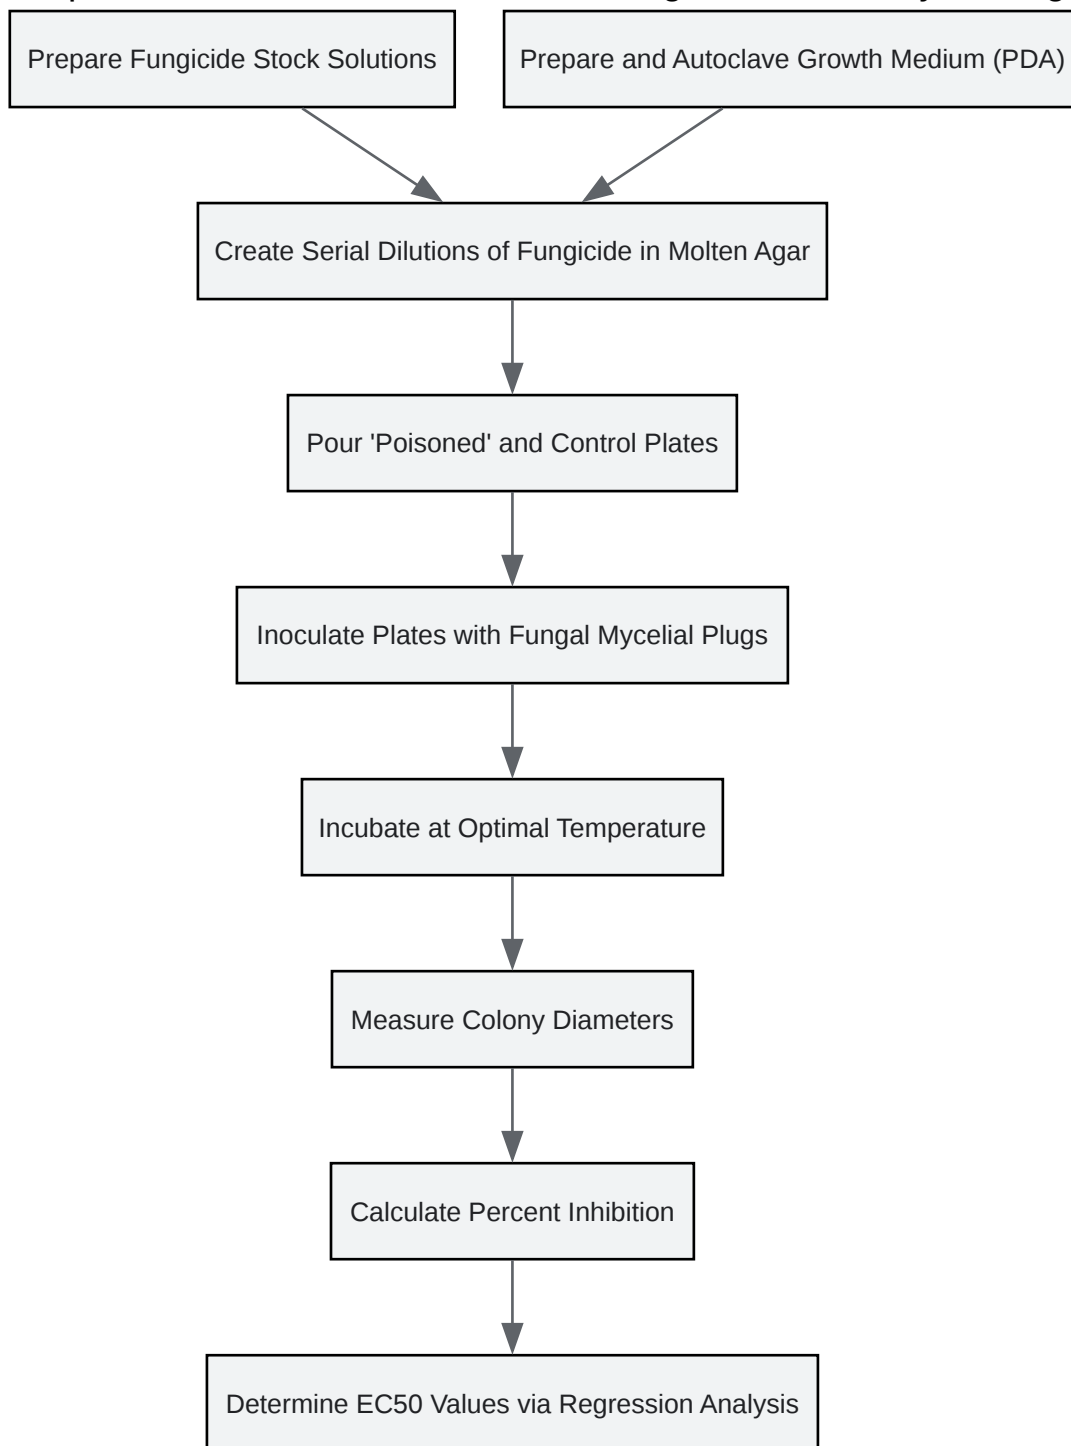 Prepare Fungicide Stock Solutions
Prepare and Autoclave Growth Medium (PDA)
Create Serial Dilutions of Fungicide in Molten Agar
Pour 'Poisoned' and Control Plates
Inoculate Plates with Fungal Mycelial Plugs
Incubate at Optimal Temperature
Measure Colony Diameters
Calculate Percent Inhibition
Determine EC50 Values via Regression Analysis